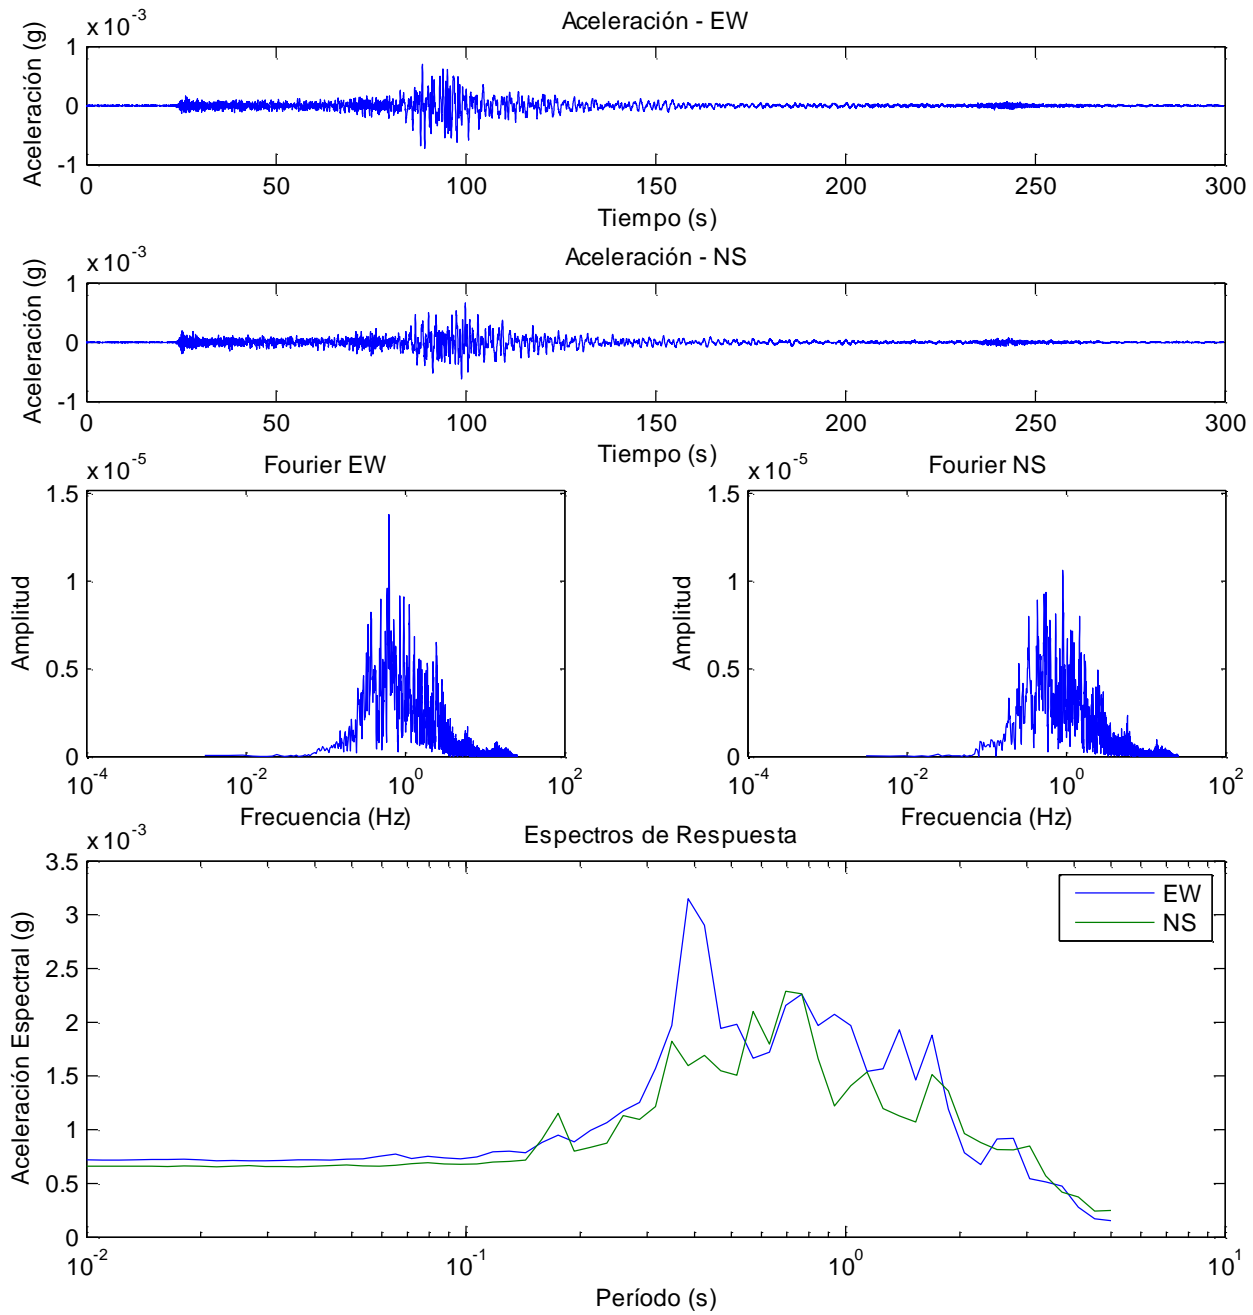 x 10-3
Aceleración - EW
Aceleración (g)
1
0
-1
0 50 100 150 200 250 300
Tiempo (s)
x 10-3
Aceleración - NS
Aceleración (g)
1
0
-1
0 50 100 150 200 250 300
Tiempo (s)
x 10-5
Fourier EW
Amplitud
1.5
1
0.5
0
10-4 10-2 100 102
Frecuencia (Hz)
x 10-5
Fourier NS
Amplitud
1.5
1
0.5
0
10-4 10-2 100 102
Frecuencia (Hz)
x 10-3
Espectros de Respuesta
Aceleración Espectral (g)
3.5
3
2.5
2
1.5
1
0.5
0
EW
NS
10-2 10-1 100 101
Período (s)